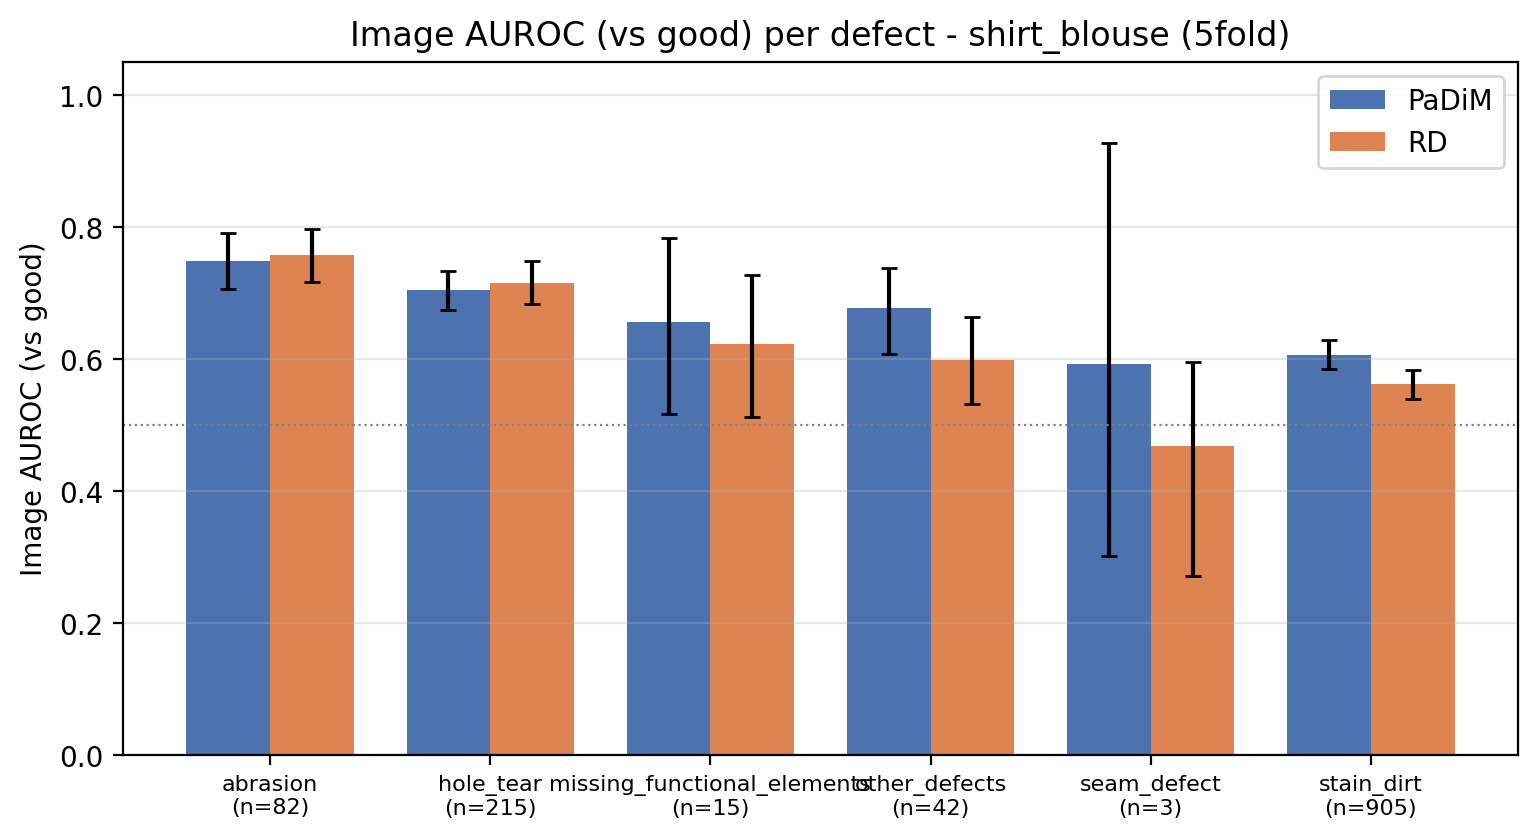 Image AUROC (vs good) per defect - shirt_blouse (5fold)
PaDiM
RD
Image AUROC (vs good)
1.0
0.8
0.6
0.4
0.2
0.0
abrasion
(n=82)
hole_tear
(n=215)
missing_functional_elements
(n=15)
other_defects
(n=42)
seam_defect
(n=3)
stain_dirt
(n=905)